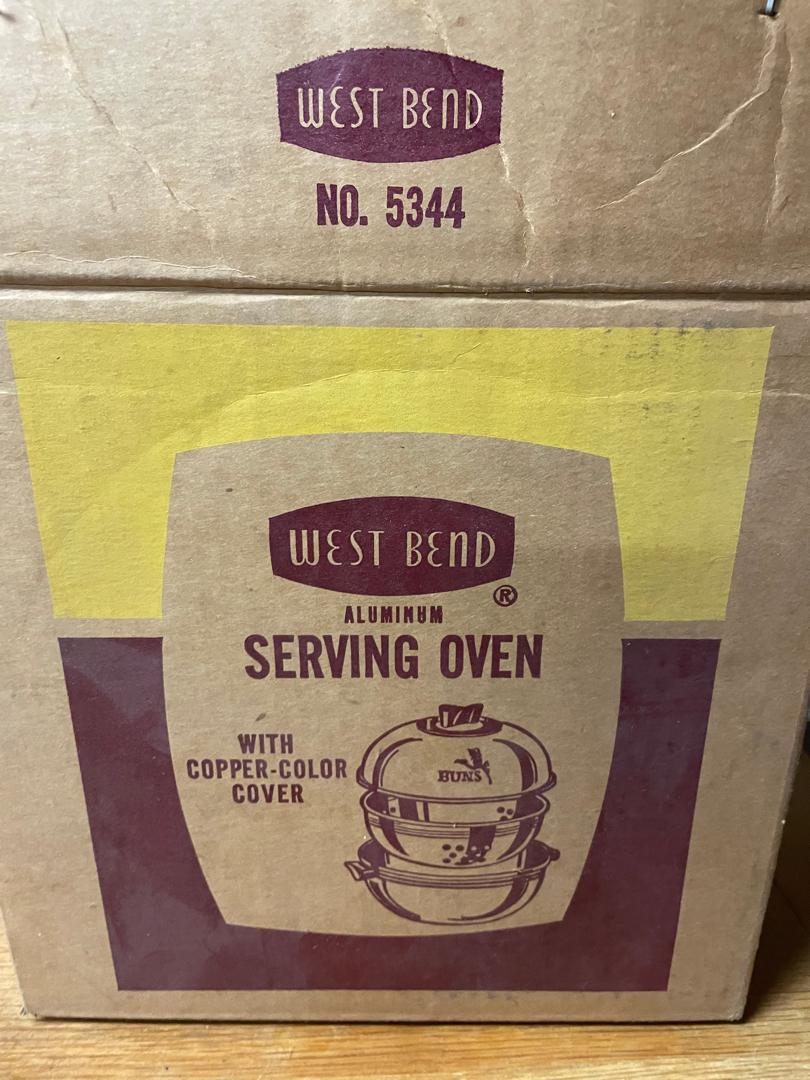 WEST BEND
NO. 5344
WEST BEND
®
ALUMINUM
SERVING OVEN
WITH
COPPER-COLOR
COVER
BUNS